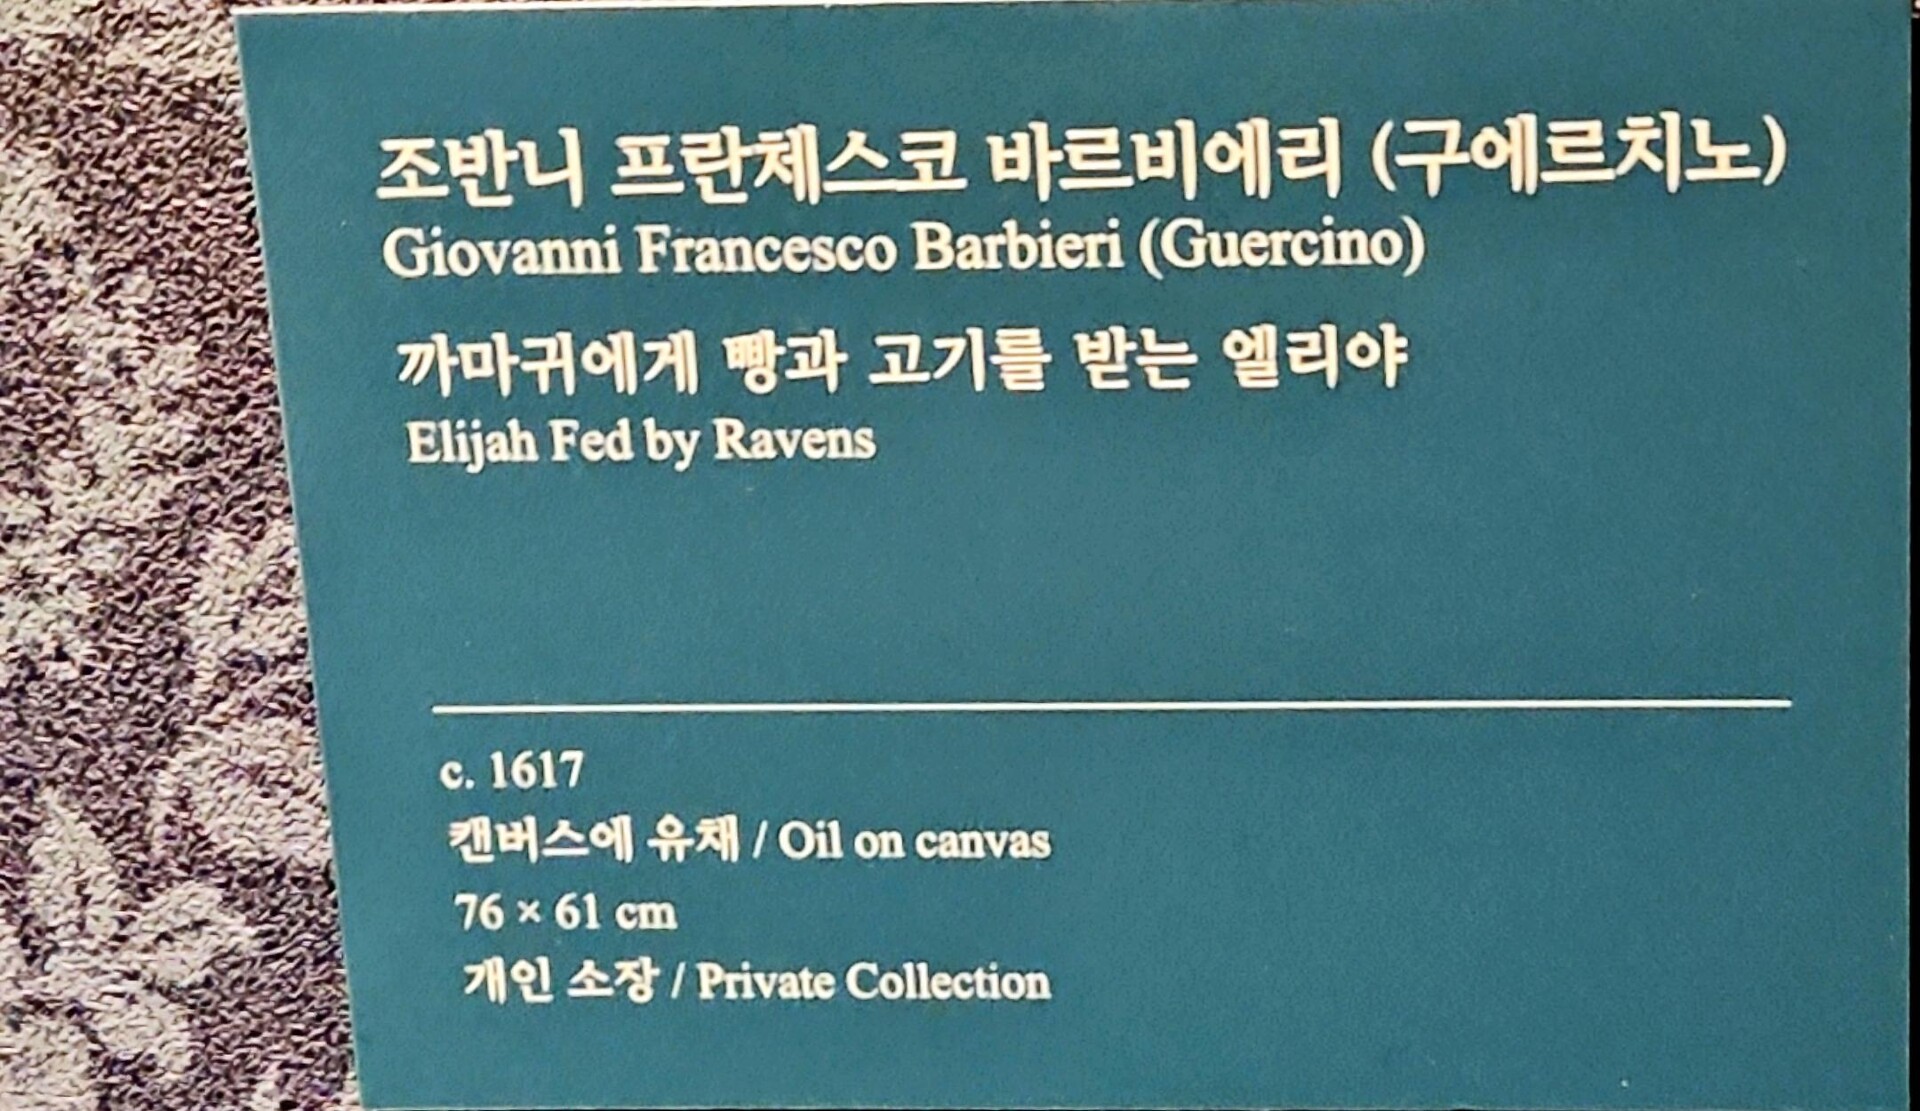 조반니 프란체스코 바르비에리 (구에르치노)
Giovanni Francesco Barbieri (Guercino)
까마귀에게 빵과 고기를 받는 엘리야
Elijah Fed by Ravens
c. 1617
캔버스에 유채 / Oil on canvas
76 × 61 cm
개인 소장 / Private Collection